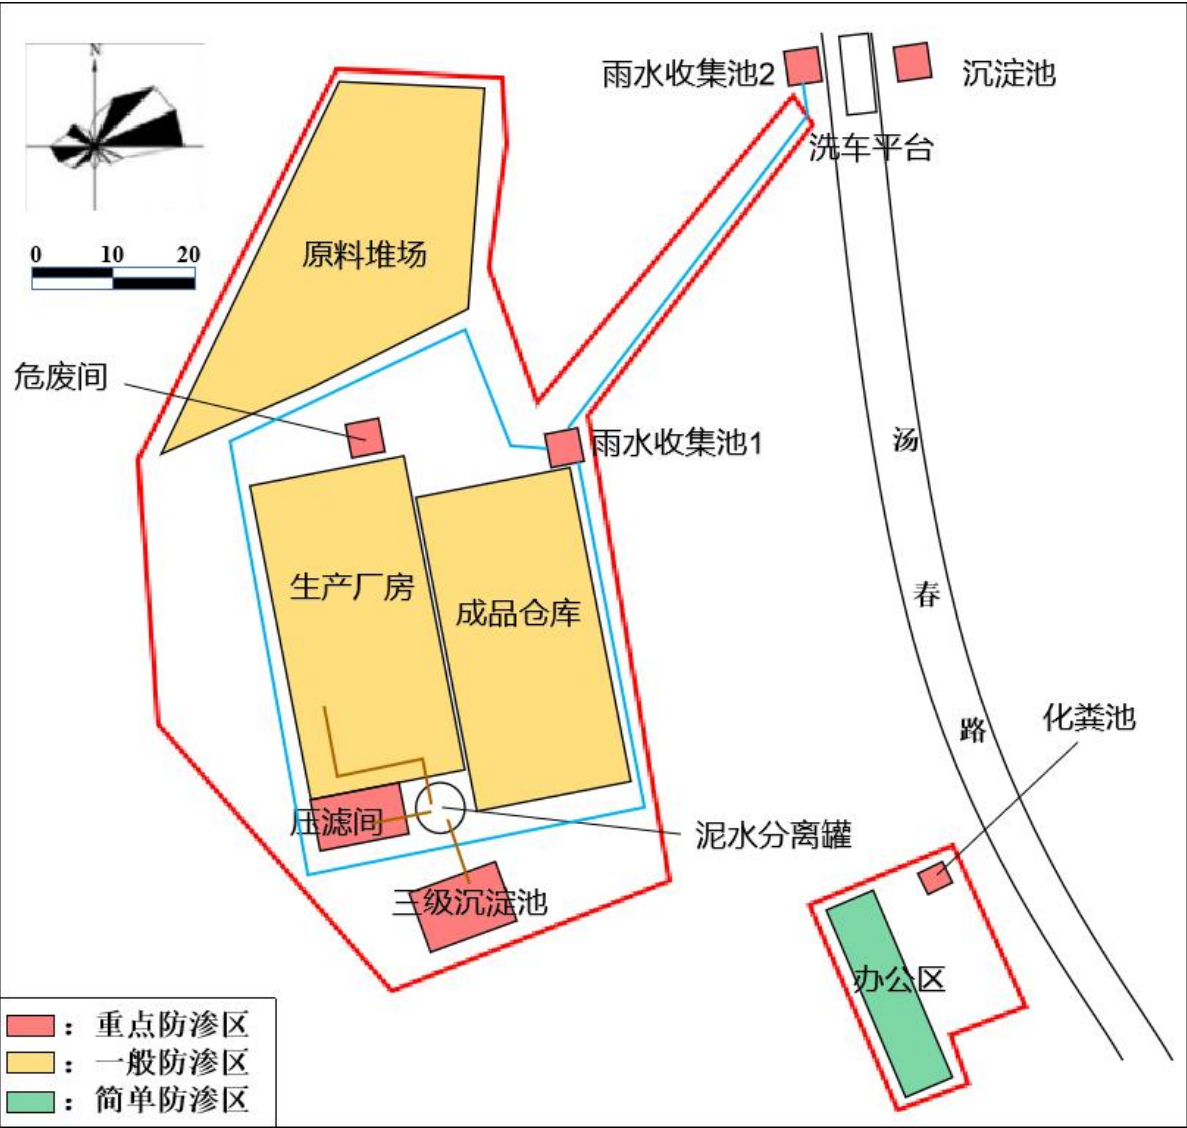 N
雨水收集池2
沉淀池
洗车平台
0 10 20
原料堆场
危废间
雨水收集池1
汤春路
生产厂房
成品仓库
化粪池
压滤间
泥水分离罐
三级沉淀池
办公区
：重点防渗区
：一般防渗区
：简单防渗区